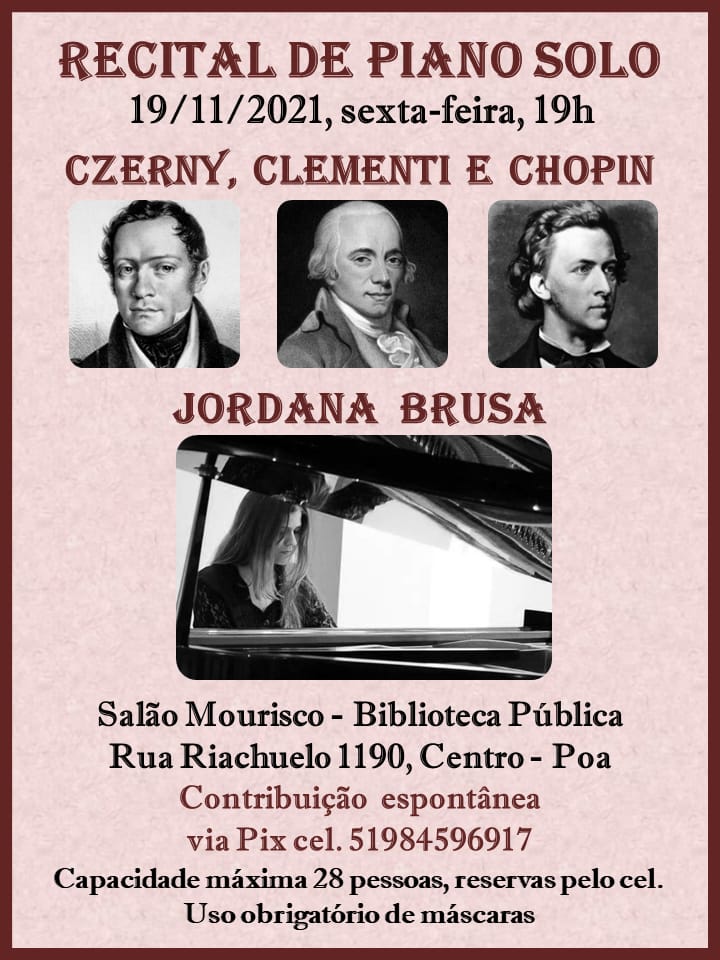 RECITAL DE PIANO SOLO
19/11/2021, sexta-feira, 19h
CZERNY, CLEMENTI E CHOPIN
JORDANA BRUSA
Salão Mourisco - Biblioteca Pública
Rua Riachuelo 1190, Centro - Poa
Contribuição espontânea
via Pix cel. 51984596917
Capacidade máxima 28 pessoas, reservas pelo cel.
Uso obrigatório de máscaras